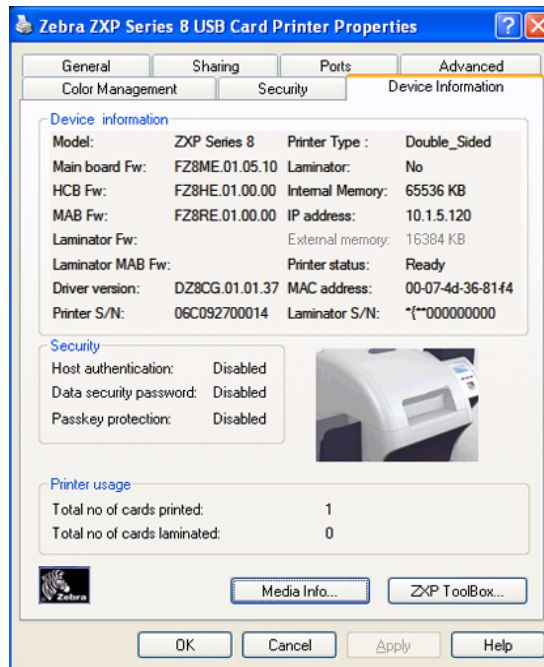 Zebra ZXP Series 8 USB Card Printer Properties
General Sharing Ports Advanced
Color Management Security Device Information
Device information
Model: ZXP Series 8 Printer Type : Double_Sided
Main board Fw: FZ8ME.01.05.10 Laminator: No
HCB Fw: FZ8HE.01.00.00 Internal Memory: 65536 KB
MAB Fw: FZ8RE.01.00.00 IP address: 10.1.5.120
Laminator Fw: External memory: 16384 KB
Laminator MAB Fw: Printer status: Ready
Driver version: DZ8CG.01.01.37 MAC address: 00-07-4d-36-81-f4
Printer S/N: 06C092700014 Laminator S/N: *{**000000000
Security
Host authentication: Disabled
Data security password: Disabled
Passkey protection: Disabled
Printer usage
Total no of cards printed: 1
Total no of cards laminated: 0
Zebra
Media Info... ZXP ToolBox...
OK Cancel Apply Help